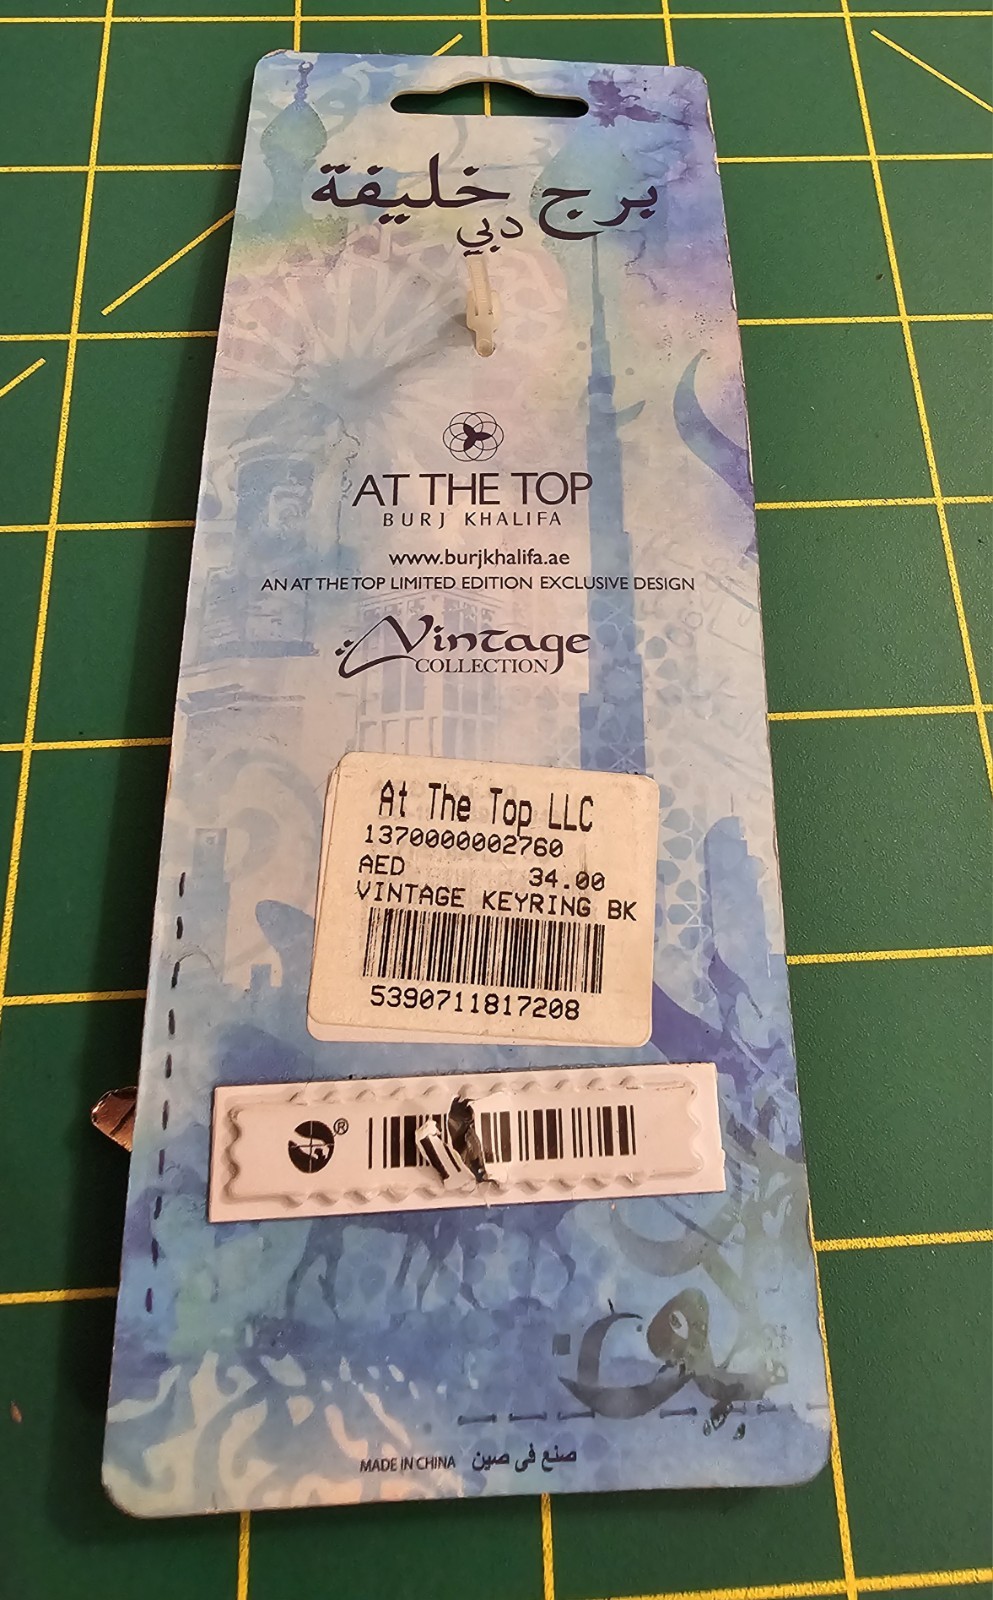 برج خليفة
دبي
AT THE TOP
BURJ KHALIFA
www.burjkhalifa.ae
AN AT THE TOP LIMITED EDITION EXCLUSIVE DESIGN
Vintage
COLLECTION
At The Top LLC
1370000002760
AED 34.00
VINTAGE KEYRING BK
5390711817208
®
MADE IN CHINA صنع في صين